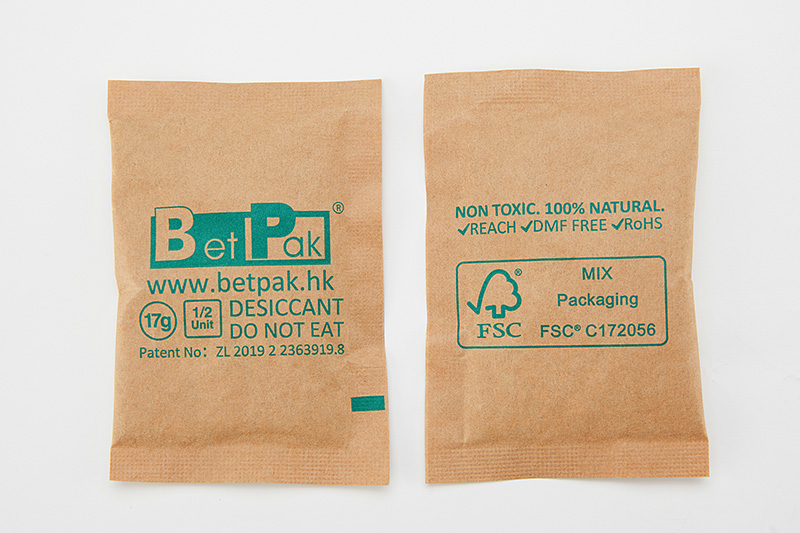 BetPak®
www.betpak.hk
17g
1/2
Unit
DESICCANT
DO NOT EAT
Patent No: ZL 2019 2 2363919.8
NON TOXIC. 100% NATURAL.
✓REACH ✓DMF FREE ✓RoHS
®
FSC
MIX
Packaging
FSC® C172056